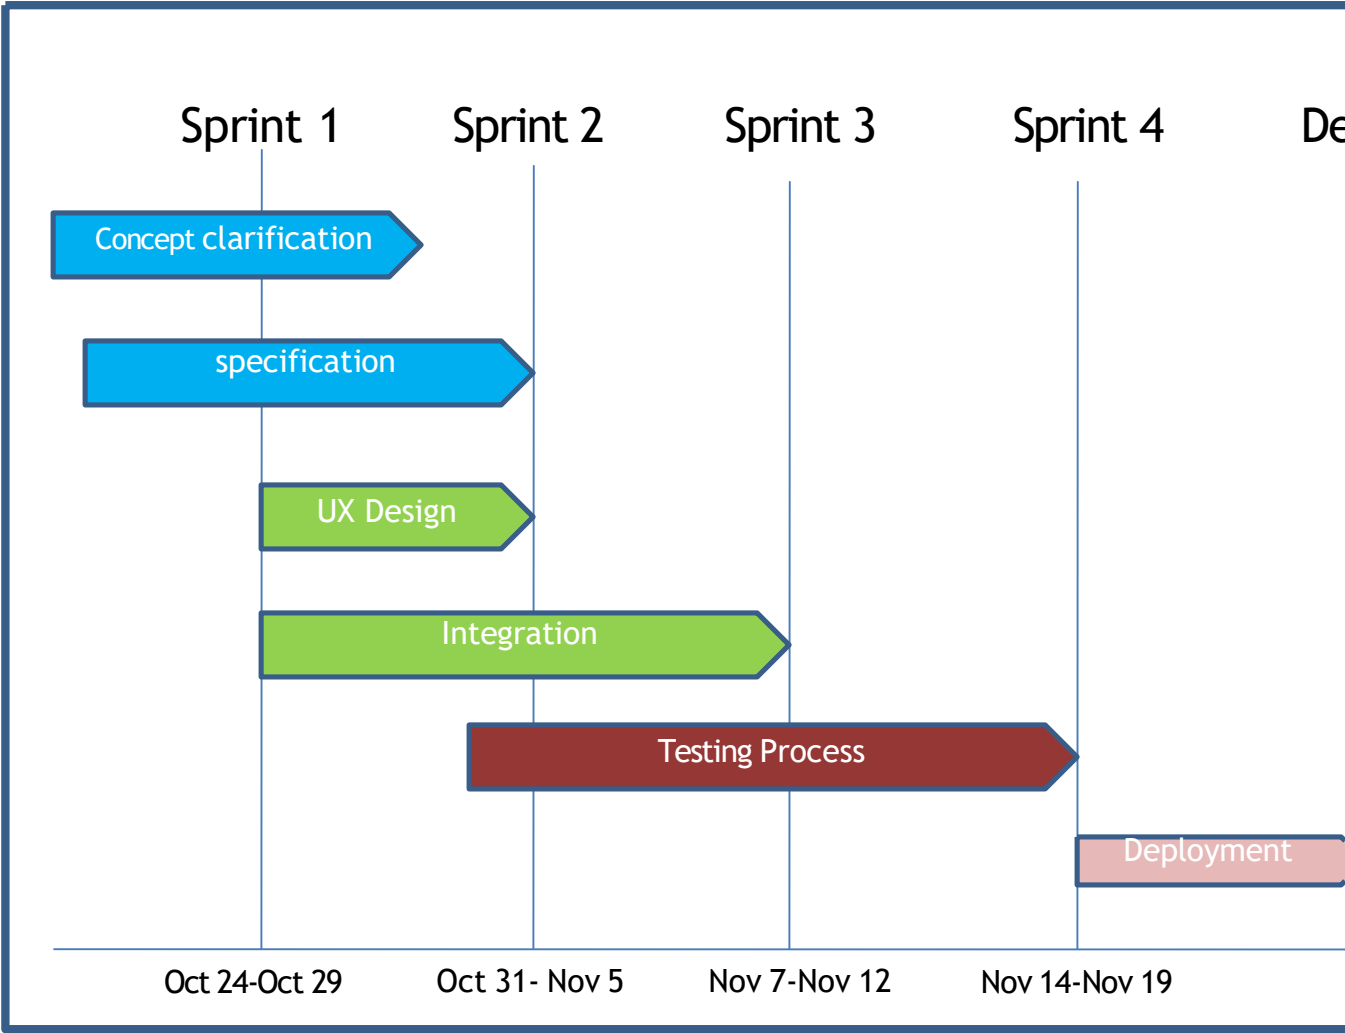 Sprint 1 Sprint 2 Sprint 3 Sprint 4 De
Concept clarification
specification
UX Design
Integration
Testing Process
Deployment
Oct 24-Oct 29 Oct 31- Nov 5 Nov 7-Nov 12 Nov 14-Nov 19